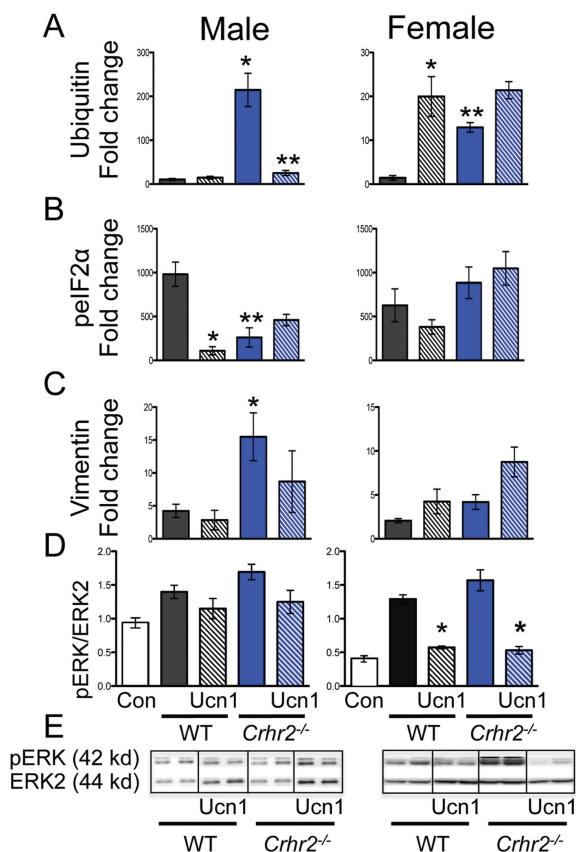 Male Female
A
Ubiquitin
Fold change
300
200
100
0
*
**
30
20
10
0
*
**
B
peIF2α
Fold change
1500
1000
500
0
*
**
1500
1000
500
0
C
Vimentin
Fold change
20
15
10
5
0
*
15
10
5
0
D
pERK/ERK2
2.0
1.5
1.0
0.5
0.0
2.0
1.5
1.0
0.5
0.0
*
*
Con Ucn1 Ucn1 Con Ucn1 Ucn1
WT Crhr2-/- WT Crhr2-/-
E
pERK (42 kd)
ERK2 (44 kd)
Ucn1 Ucn1 Ucn1 Ucn1
WT Crhr2-/- WT Crhr2-/-